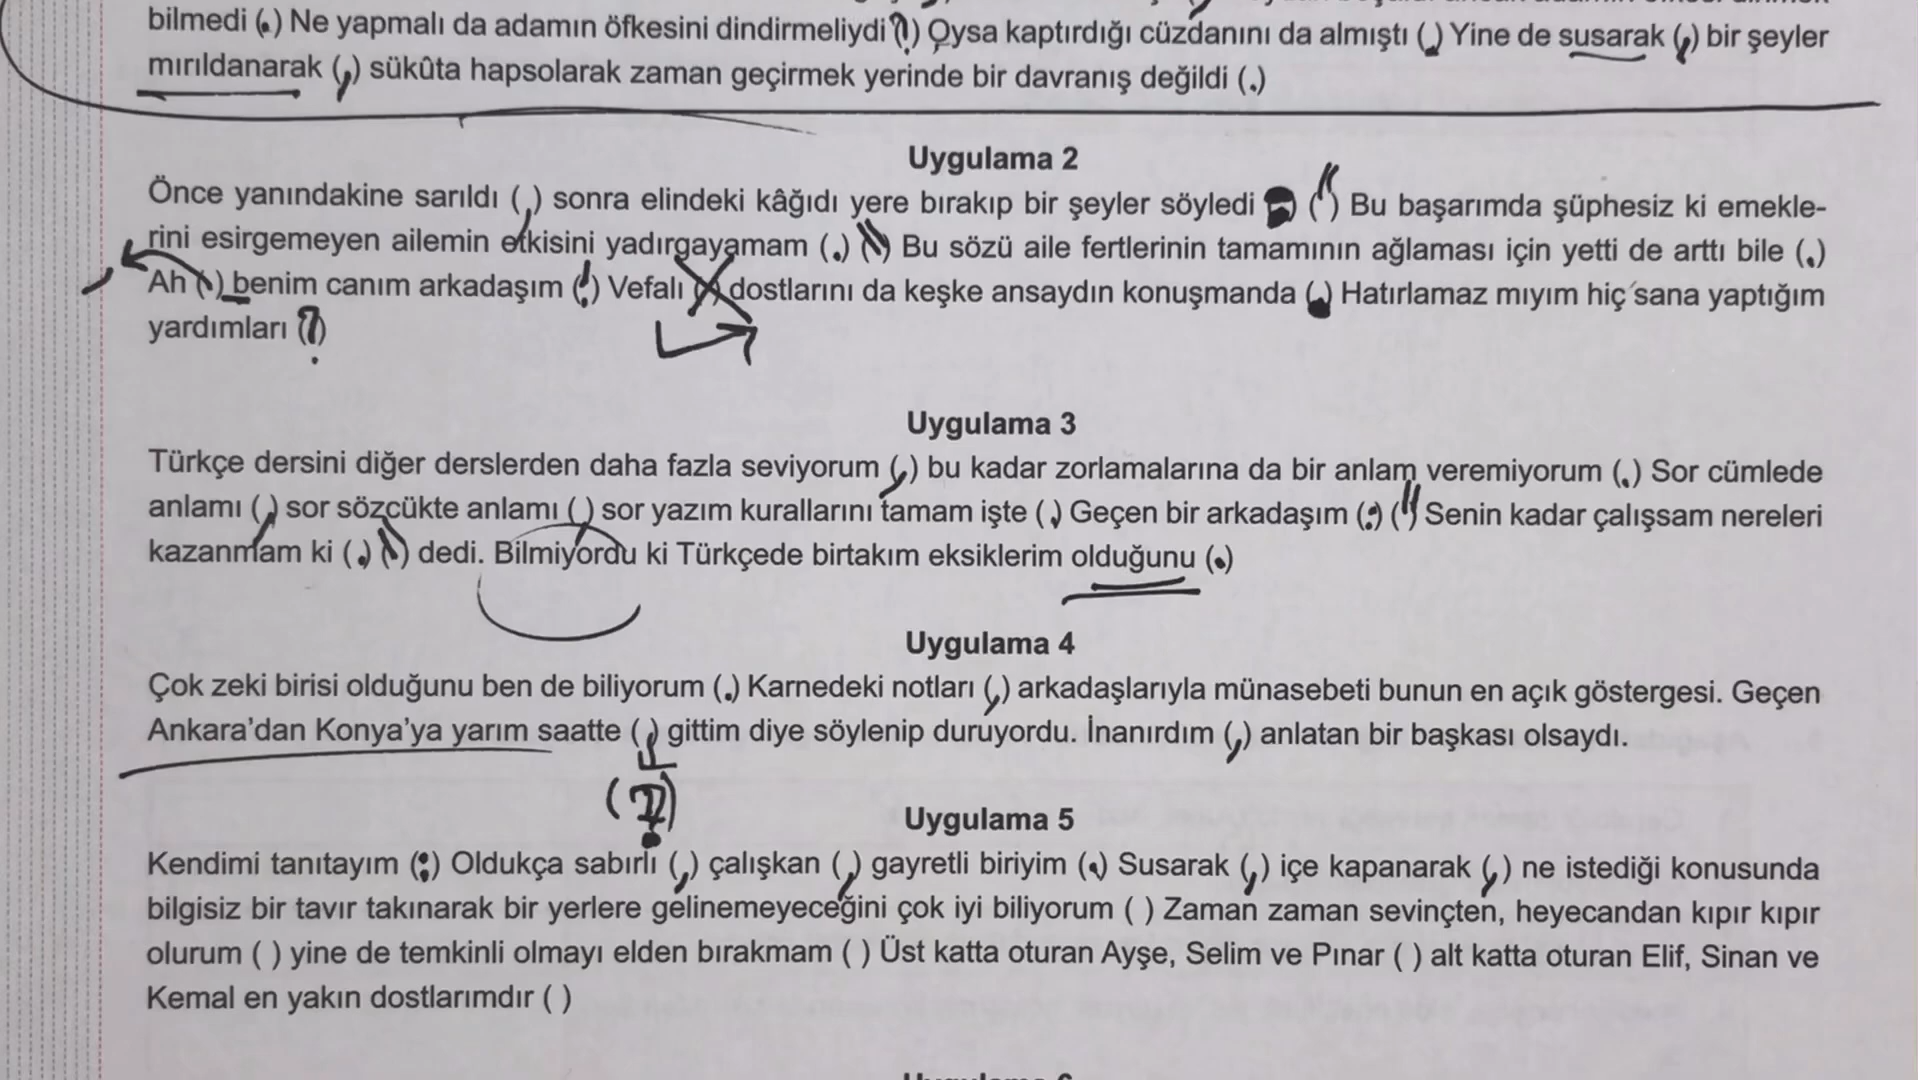 bilmedi (.) Ne yapmalı da adamın öfkesini dindirmeliydi (?) Oysa kaptırdığı cüzdanını da almıştı (.) Yine de susarak (,) bir şeyler
mırıldanarak (,) sükûta hapsolarak zaman geçirmek yerinde bir davranış değildi (.)
Uygulama 2
Önce yanındakine sarıldı (,) sonra elindeki kâğıdı yere bırakıp bir şeyler söyledi (") Bu başarımda şüphesiz ki emekle-
rini esirgemeyen ailemin etkisini yadırgayamam (.) (") Bu sözü aile fertlerinin tamamının ağlaması için yetti de arttı bile (.)
Ah (,) benim canım arkadaşım (!) Vefalı ( ) dostlarını da keşke ansaydın konuşmanda (.) Hatırlamaz mıyım hiç sana yaptığım
yardımları (?)
Uygulama 3
Türkçe dersini diğer derslerden daha fazla seviyorum (,) bu kadar zorlamalarına da bir anlam veremiyorum (.) Sor cümlede
anlamı (,) sor sözcükte anlamı (,) sor yazım kurallarını tamam işte (.) Geçen bir arkadaşım (:) (") Senin kadar çalışsam nereleri
kazanmam ki (.) (") dedi. Bilmiyordu ki Türkçede birtakım eksiklerim olduğunu (.)
Uygulama 4
Çok zeki birisi olduğunu ben de biliyorum (.) Karnedeki notları (,) arkadaşlarıyla münasebeti bunun en açık göstergesi. Geçen
Ankara'dan Konya'ya yarım saatte ( ) gittim diye söylenip duruyordu. İnanırdım (,) anlatan bir başkası olsaydı.
(?)
Uygulama 5
Kendimi tanıtayım (:) Oldukça sabırlı (,) çalışkan (,) gayretli biriyim (.) Susarak (,) içe kapanarak (,) ne istediği konusunda
bilgisiz bir tavır takınarak bir yerlere gelinemeyeceğini çok iyi biliyorum ( ) Zaman zaman sevinçten, heyecandan kıpır kıpır
olurum ( ) yine de temkinli olmayı elden bırakmam ( ) Üst katta oturan Ayşe, Selim ve Pınar ( ) alt katta oturan Elif, Sinan ve
Kemal en yakın dostlarımdır ( )